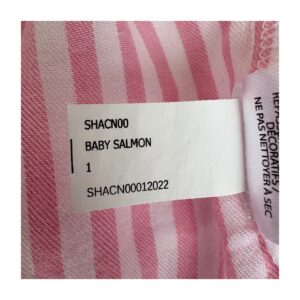 SHACN00
BABY SALMON
1
SHACN00012022
DÉCORATIFS
NE PAS NETTOYER À SEC